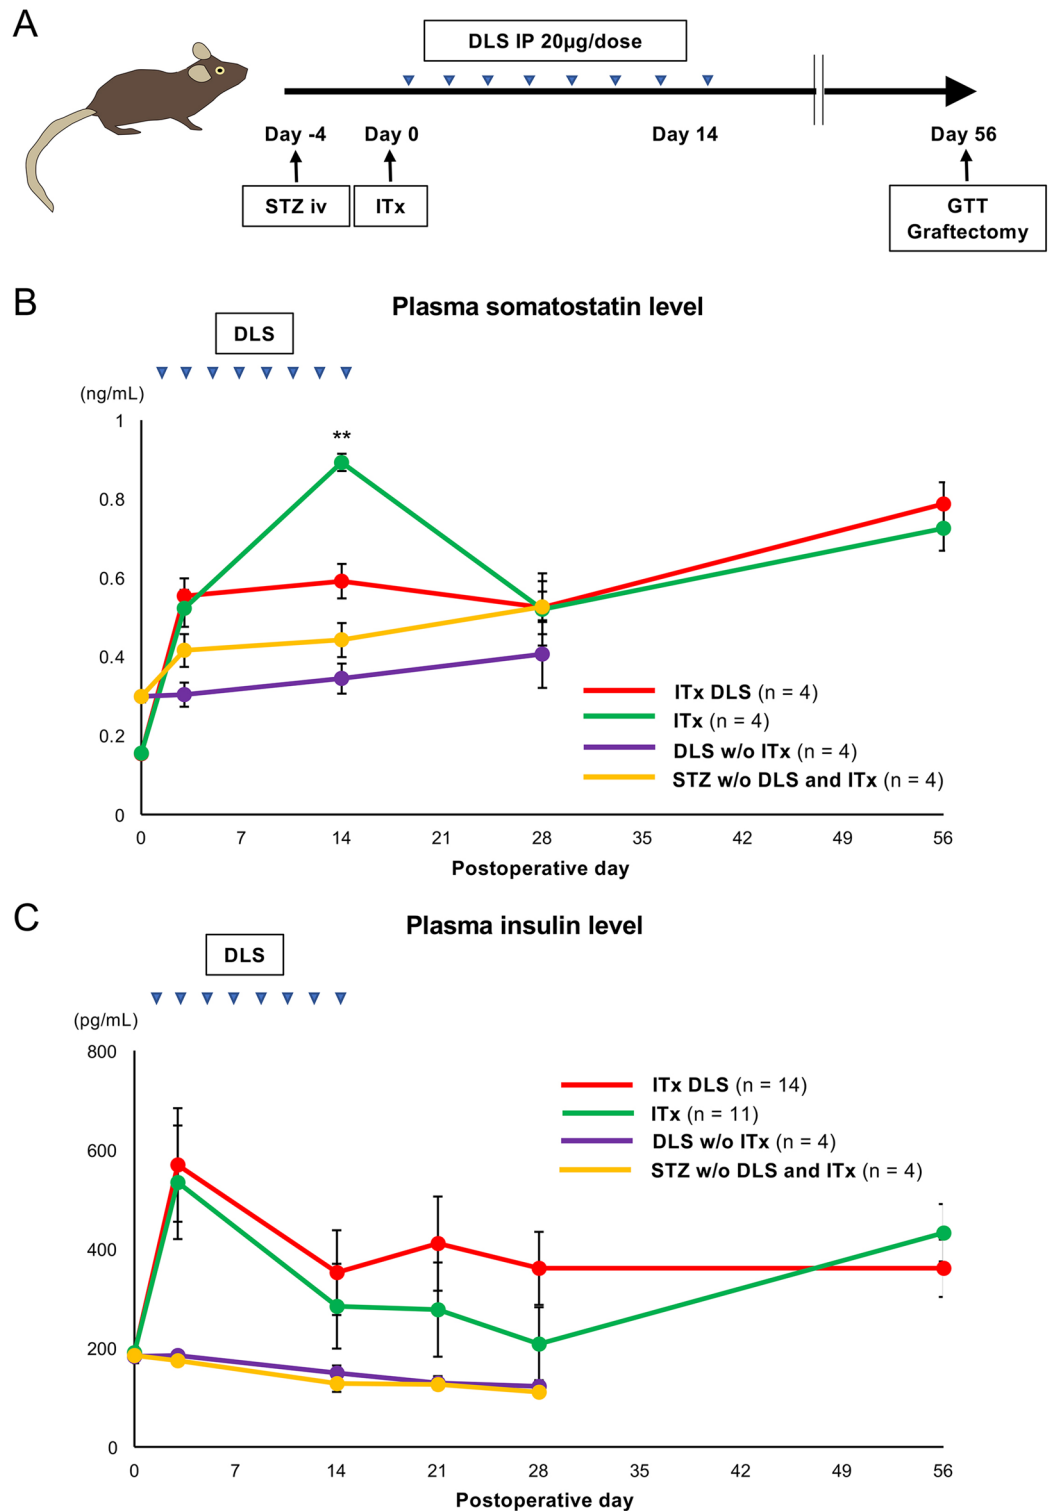 A
DLS IP 20µg/dose
Day -4
Day 0
Day 14
Day 56
STZ iv
ITx
GTT
Graftectomy
B
Plasma somatostatin level
DLS
(ng/mL)
1
**
0.8
0.6
0.4
0.2
0
ITx DLS (n = 4)
ITx (n = 4)
DLS w/o ITx (n = 4)
STZ w/o DLS and ITx (n = 4)
0 7 14 21 28 35 42 49 56
Postoperative day
C
Plasma insulin level
DLS
(pg/mL)
800
600
400
200
0
ITx DLS (n = 14)
ITx (n = 11)
DLS w/o ITx (n = 4)
STZ w/o DLS and ITx (n = 4)
0 7 14 21 28 35 42 49 56
Postoperative day